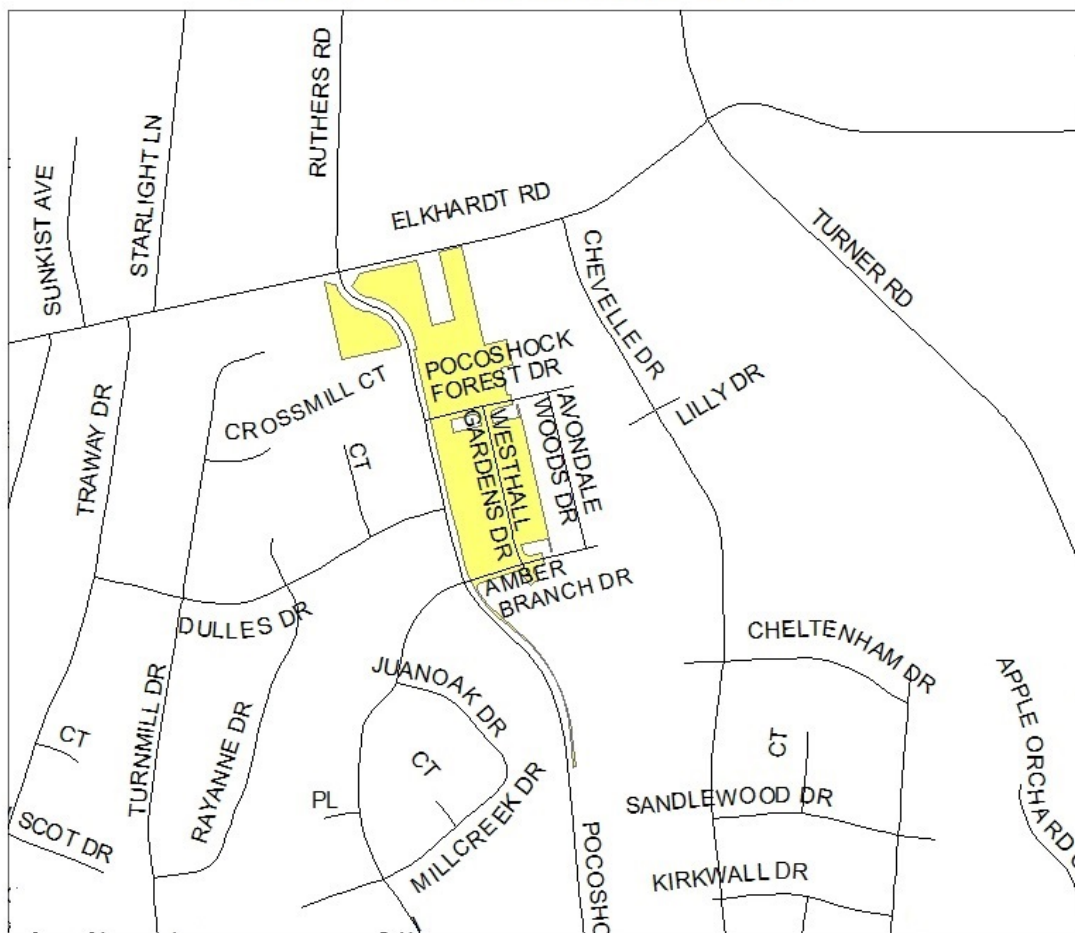 SUNKIST AVE
STARLIGHT LN
RUTHERS RD
ELKHARDT RD
CHEVELLE DR
TURNER RD
TRAWAY DR
CROSSMILL CT
POCOSHOCK
FOREST DR
LILLY DR
CT
WESTHALL
GARDENS DR
AVONDALE
WOODS DR
AMBER
BRANCH DR
DULLES DR
CHELTENHAM DR
JUANOAK DR
APPLE ORCHARD
TURNMILL DR
RAYANNE DR
CT
CT
CT
PL
SANDLEWOOD DR
SCOT DR
MILLCREEK DR
POCOSHO
KIRKWALL DR